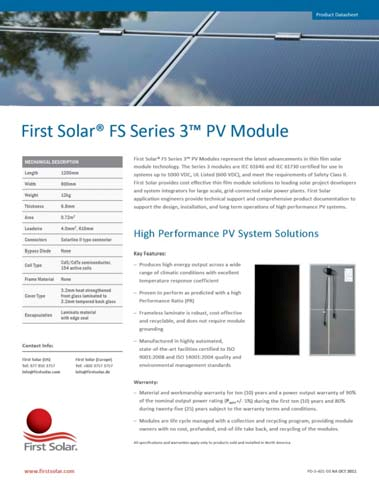 Product Datasheet
First Solar® FS Series 3™ PV Module
MECHANICAL DESCRIPTION
Length 1200mm
Width 600mm
Weight 12kg
Thickness 6.8mm
Area 0.72m²
Leadwire 4.0mm², 610mm
Connectors Solarline II type connector
Bypass Diode None
Cell Type CdS/CdTe semiconductor,
154 active cells
Frame Material None
Cover Type 3.2mm heat strengthened
front glass laminated to
3.2mm tempered back glass
Encapsulation Laminate material
with edge seal
Contact Info:
First Solar (US) First Solar (Europe)
info@firstsolar.com info@firstsolar.de
First Solar.
First Solar® FS Series 3™ PV Modules represent the latest advancements in thin film solar
module technology. The Series 3 modules are IEC 61646 and IEC 61730 certified for use in
systems up to 1000 VDC, UL Listed (600 VDC), and meet the requirements of Safety Class II.
First Solar provides cost effective thin film module solutions to leading solar project developers
and system integrators for large scale, grid-connected solar power plants. First Solar
application engineers provide technical support and comprehensive product documentation to
support the design, installation, and long term operations of high performance PV systems.
High Performance PV System Solutions
Key Features:
– Produces high energy output across a wide
range of climatic conditions with excellent
temperature response coefficient
– Proven to perform as predicted with a high
Performance Ratio (PR)
– Frameless laminate is robust, cost-effective
and recyclable, and does not require module
grounding
– Manufactured in highly automated,
state-of-the-art facilities certified to ISO
9001:2008 and ISO 14001:2004 quality and
environmental management standards
Warranty:
– Material and workmanship warranty for ten (10) years and a power output warranty of 90%
of the nominal output power rating (P +/- 5%) during the first ten (10) years and 80%
during twenty-five (25) years subject to the warranty terms and conditions.
– Modules are life cycle managed with a collection and recycling program, providing module
owners with no cost, prefunded, end-of-life take back, and recycling of the modules.
All specifications and warranties apply only to products sold and installed in North America
www.firstsolar.com
NA OCT 2011